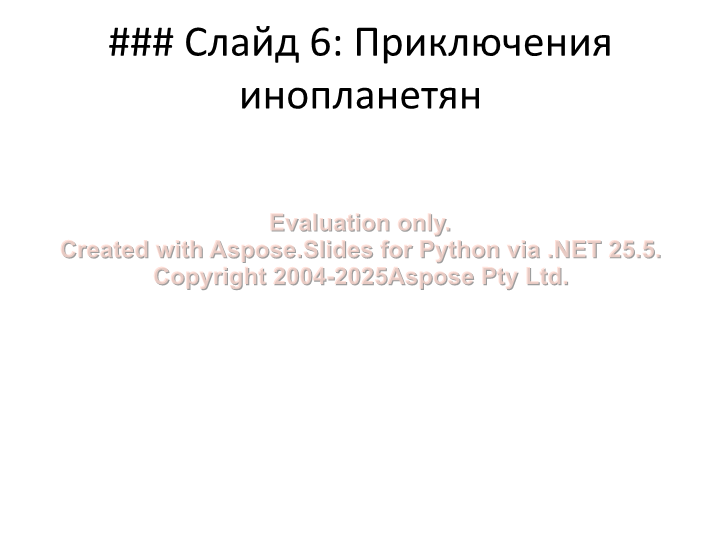 ### Слайд 6: Приключения
инопланетян
Evaluation only.
Created with Aspose.Slides for Python via .NET 25.5.
Copyright 2004-2025Aspose Pty Ltd.